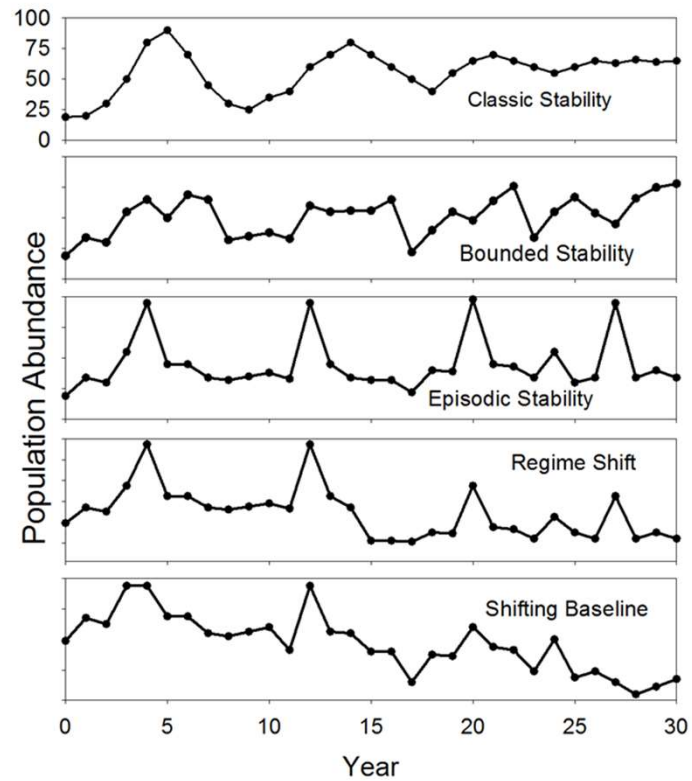 100
75
50
25
0
Classic Stability
Bounded Stability
Episodic Stability
Regime Shift
Shifting Baseline
Population Abundance
0 5 10 15 20 25 30
Year